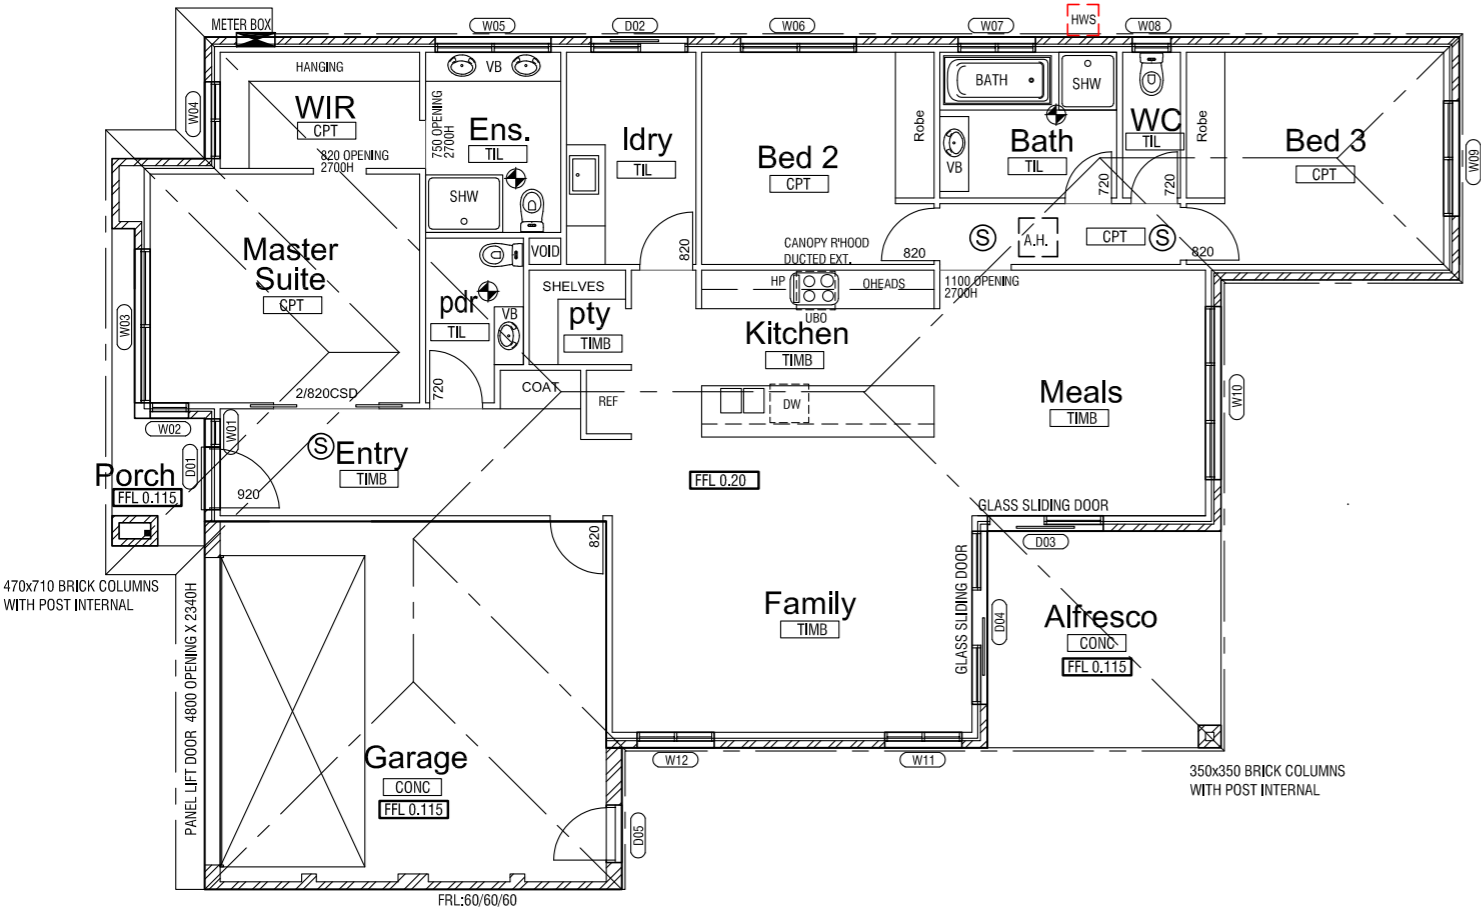 METER BOX
W05
D02
W06
W07
HWS
W08
HANGING
VB
BATH
SHW
W04
WIR
CPT
750 OPENING
2700H
Ens.
TIL
ldry
TIL
Bed 2
CPT
Robe
VB
Bath
TIL
WC
TIL
Robe
Bed 3
CPT
W09
820 OPENING
2700H
SHW
720
720
Master
Suite
CPT
VOID
820
CANOPY R'HOOD
DUCTED EXT.
820
S
A.H.
CPT
S
820
SHELVES
HP
OHEADS
1100 OPENING
2700H
W03
pdr
TIL
VB
pty
TIMB
UBO
Kitchen
TIMB
2/820CSD
720
COAT
REF
DW
Meals
TIMB
W10
W02
W01
S
Entry
TIMB
D01
920
Porch
FFL 0.115
FFL 0.20
GLASS SLIDING DOOR
D03
820
470x710 BRICK COLUMNS
WITH POST INTERNAL
PANEL LIFT DOOR 4800 OPENING X 2340H
Family
TIMB
GLASS SLIDING DOOR
D04
Alfresco
CONC
FFL 0.115
Garage
CONC
FFL 0.115
W12
W11
350x350 BRICK COLUMNS
WITH POST INTERNAL
D05
FRL:60/60/60